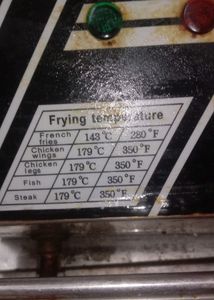 Frying temperature
French fries 143°C 280°F
Chicken wings 179°C 350°F
Chicken legs 179°C 350°F
Fish 179°C 350°F
Steak 179°C 350°F